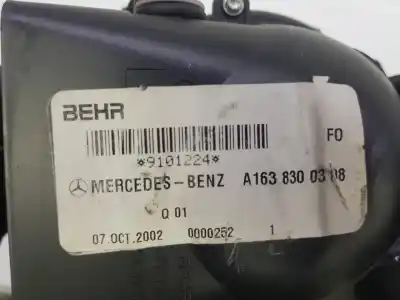 BEHR
FO
*9101224*
MERCEDES-BENZ A163 830 03 08
Q 01
07.OCT.2002 0000252 1